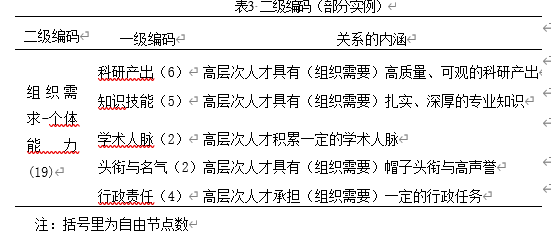 表3 二级编码（部分实例）
二级编码 一级编码 关系的内涵
科研产出（6） 高层次人才具有（组织需要）高质量、可观的科研产出
组织需 知识技能（5） 高层次人才具有（组织需要）扎实、深厚的专业知识
求-个体
能力 学术人脉（2） 高层次人才积累一定的学术人脉
(19) 头衔与名气（2） 高层次人才具有（组织需要）帽子头衔与高声誉
行政责任（4） 高层次人才承担（组织需要）一定的行政任务
注：括号里为自由节点数